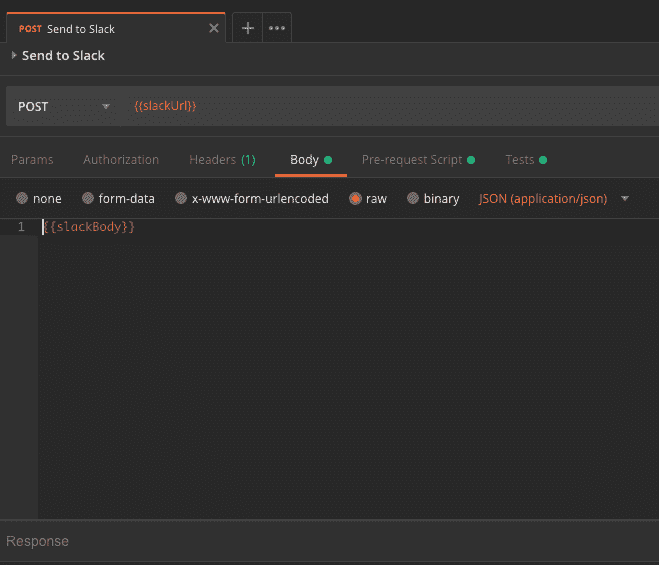 POST Send to Slack
Send to Slack
POST {{slackUrl}}
Params Authorization Headers (1) Body Pre-request Script Tests
none form-data x-www-form-urlencoded raw binary JSON (application/json)
1 {{slackBody}}
Response